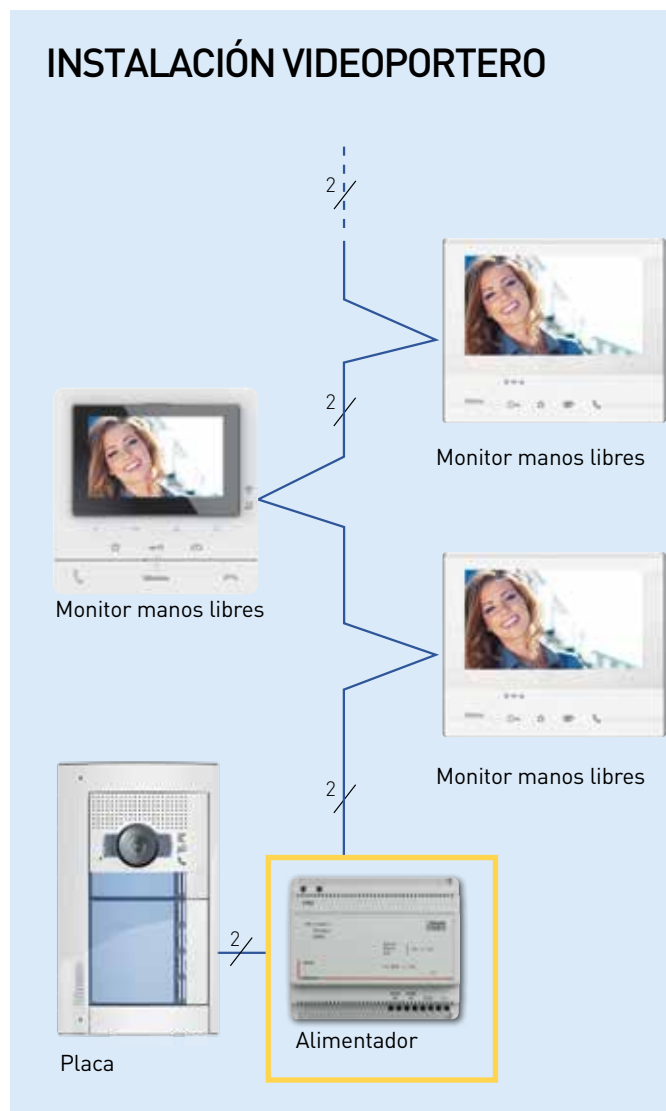 INSTALACIÓN VIDEOPORTERO
2
2
Monitor manos libres
Monitor manos libres
Monitor manos libres
2
2
Alimentador
Placa